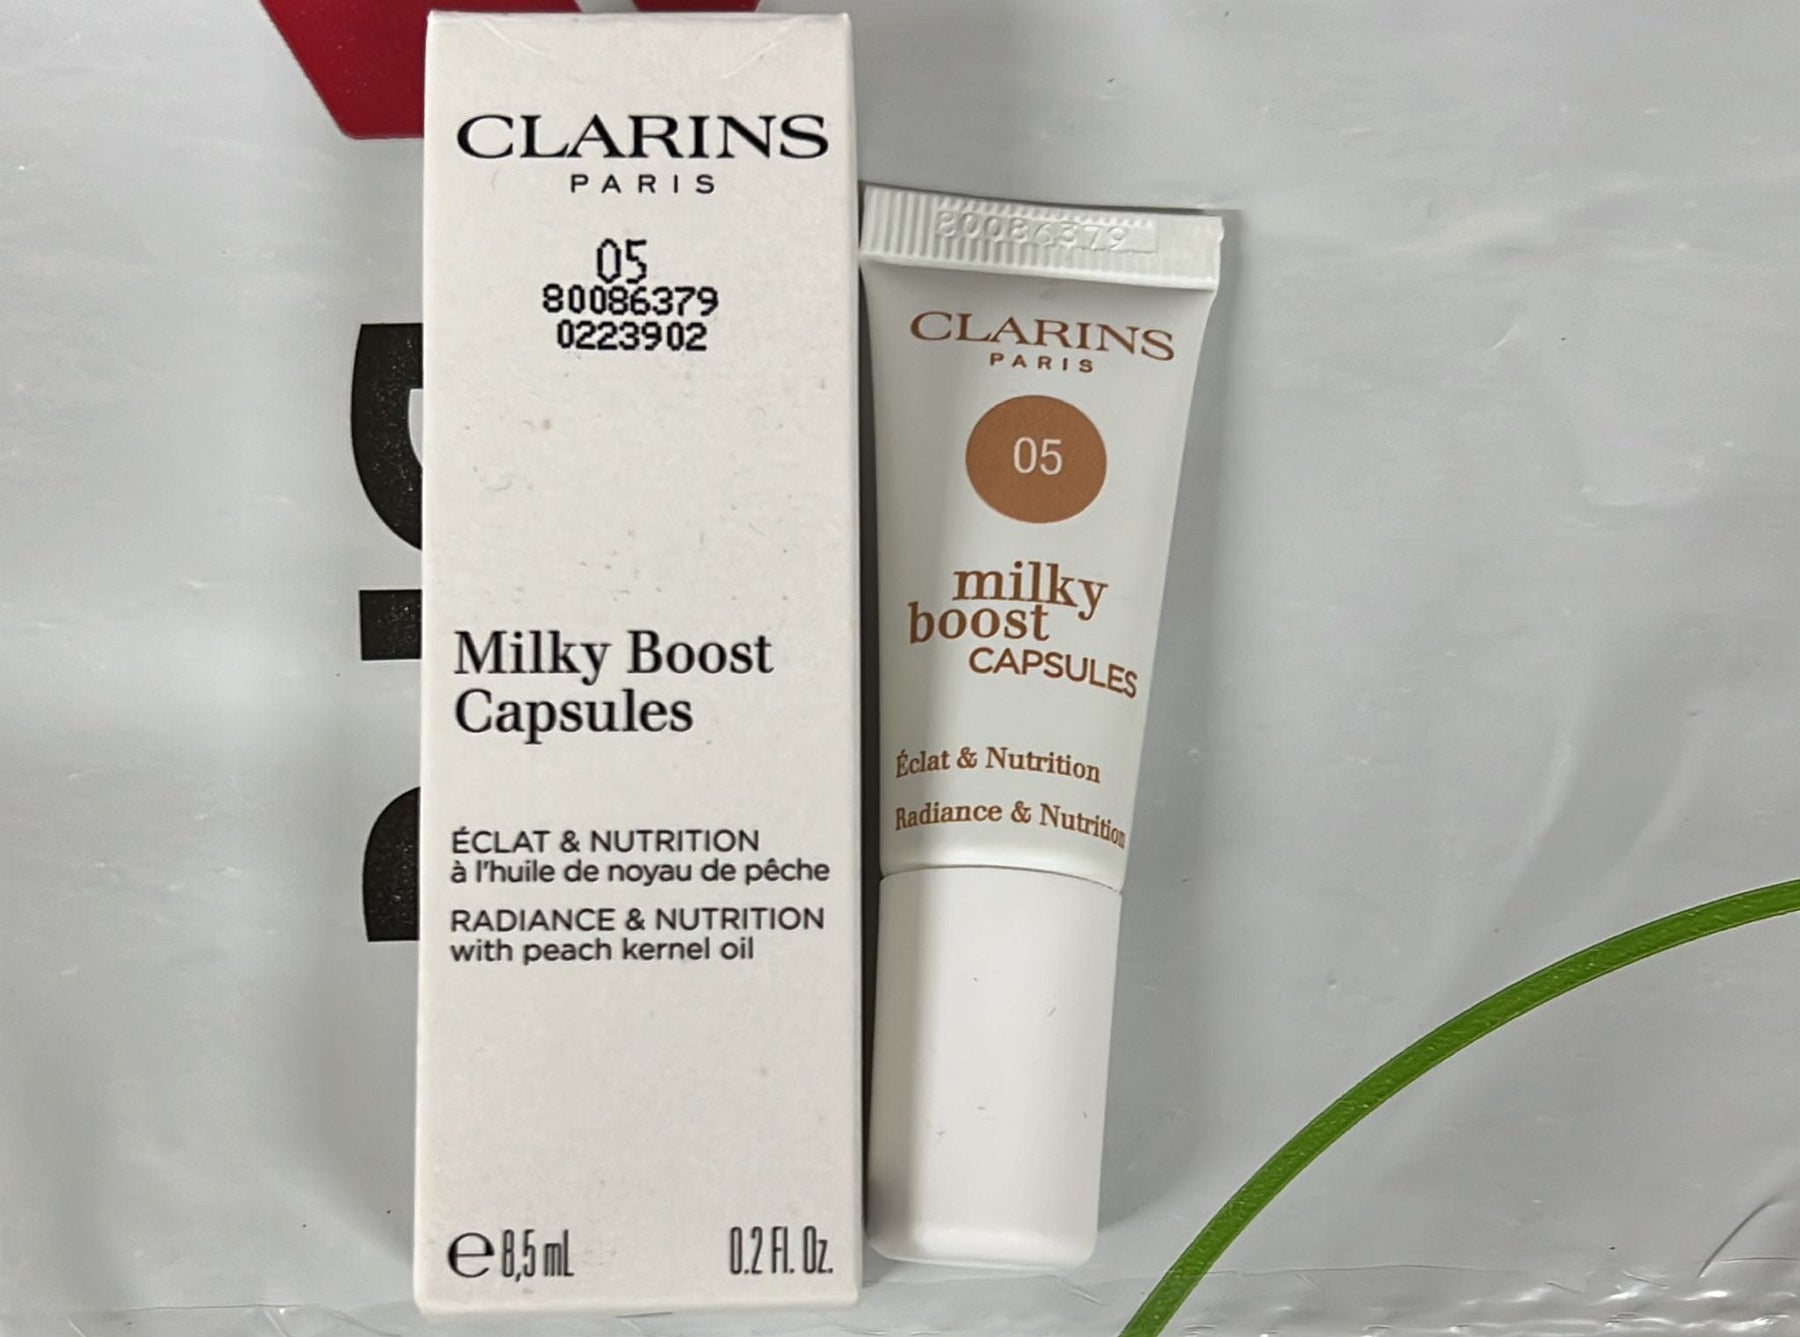 CLARINS
PARIS
05
80086379
0223902
Milky Boost
Capsules
ÉCLAT & NUTRITION
à l'huile de noyau de pêche
RADIANCE & NUTRITION
with peach kernel oil
e 8,5 mL
0.2 Fl. Oz.
80086379
CLARINS
PARIS
05
milky
boost
CAPSULES
Éclat & Nutrition
Radiance & Nutrition